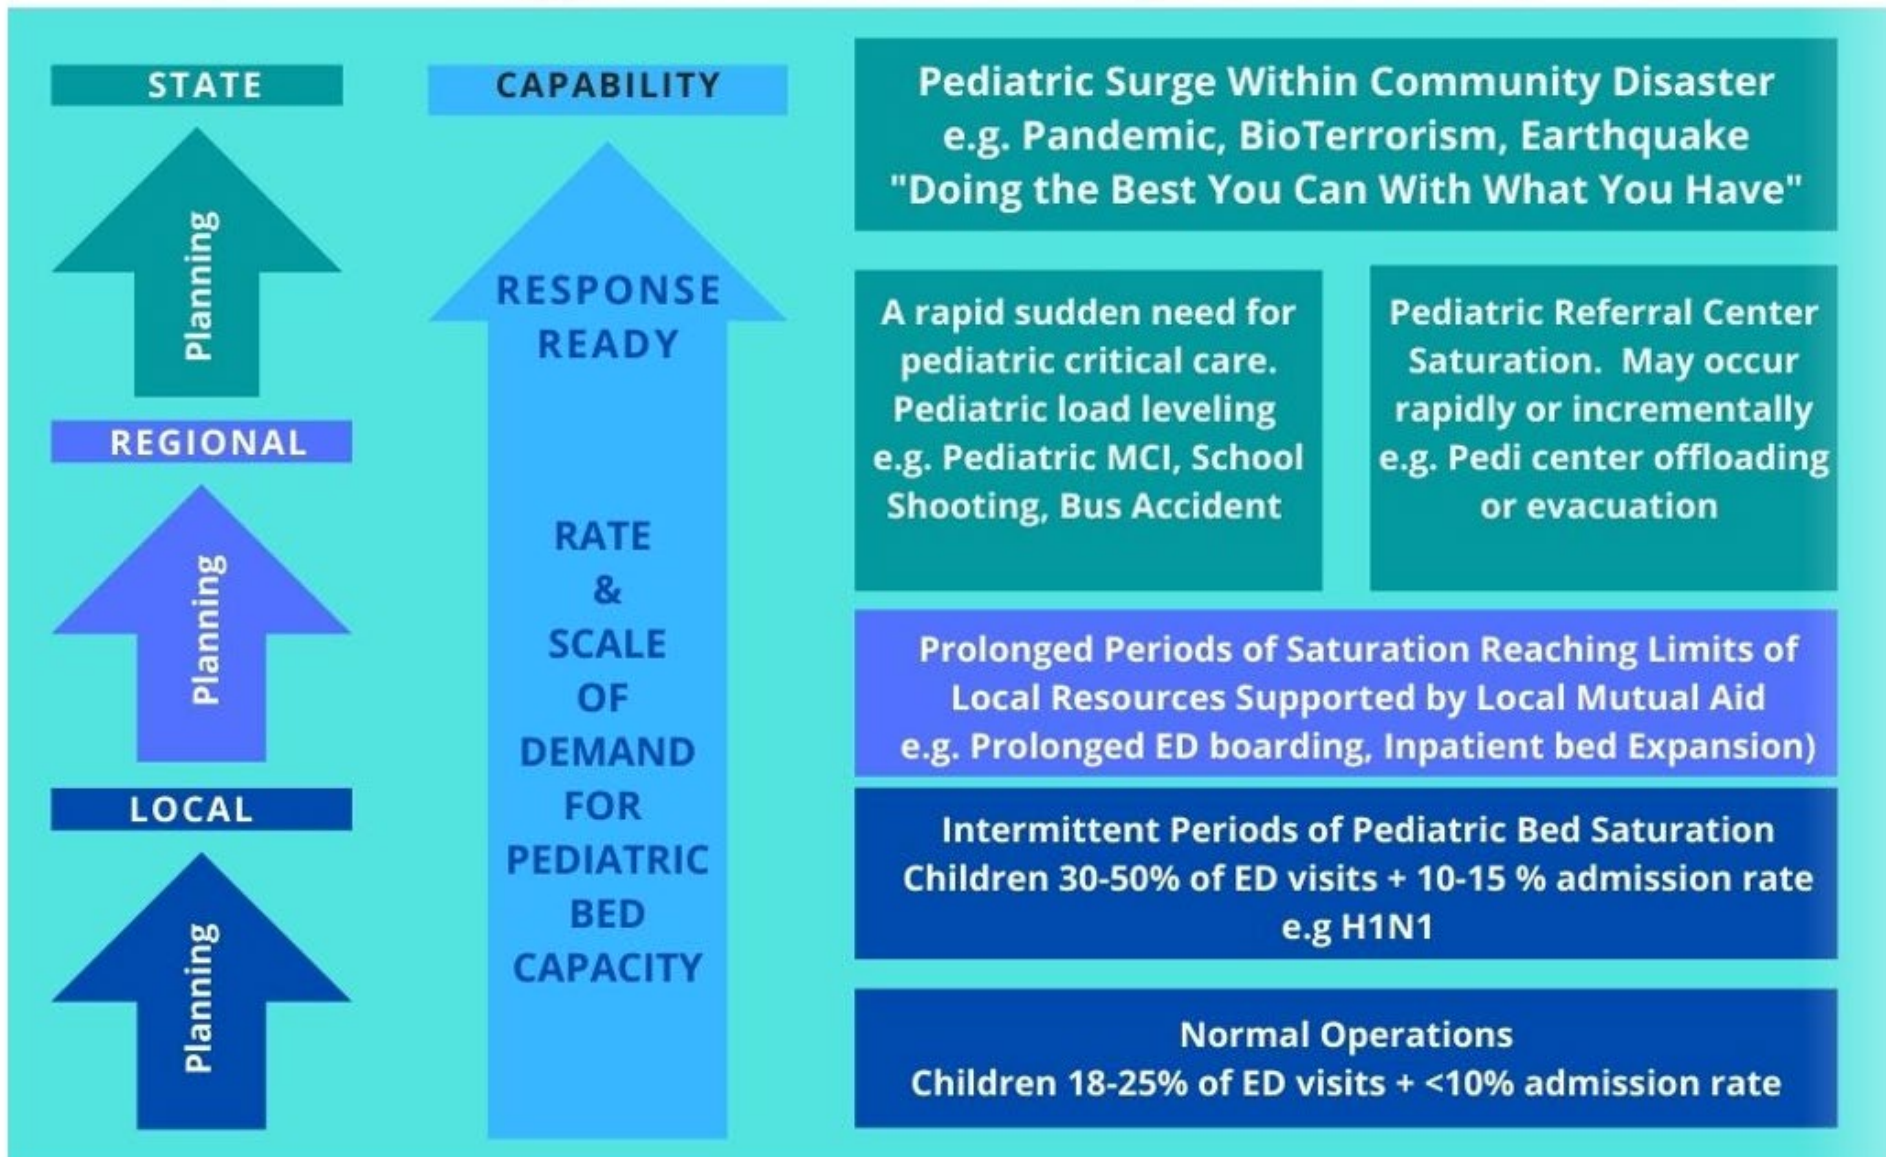 STATE
Planning
REGIONAL
Planning
LOCAL
Planning
CAPABILITY
RESPONSE
READY
RATE
&
SCALE
OF
DEMAND
FOR
PEDIATRIC
BED
CAPACITY
Pediatric Surge Within Community Disaster
e.g. Pandemic, BioTerrorism, Earthquake
"Doing the Best You Can With What You Have"
A rapid sudden need for
pediatric critical care.
Pediatric load leveling
e.g. Pediatric MCI, School
Shooting, Bus Accident
Pediatric Referral Center
Saturation. May occur
rapidly or incrementally
e.g. Pedi center offloading
or evacuation
Prolonged Periods of Saturation Reaching Limits of
Local Resources Supported by Local Mutual Aid
e.g. Prolonged ED boarding, Inpatient bed Expansion)
Intermittent Periods of Pediatric Bed Saturation
Children 30-50% of ED visits + 10-15 % admission rate
e.g H1N1
Normal Operations
Children 18-25% of ED visits + <10% admission rate